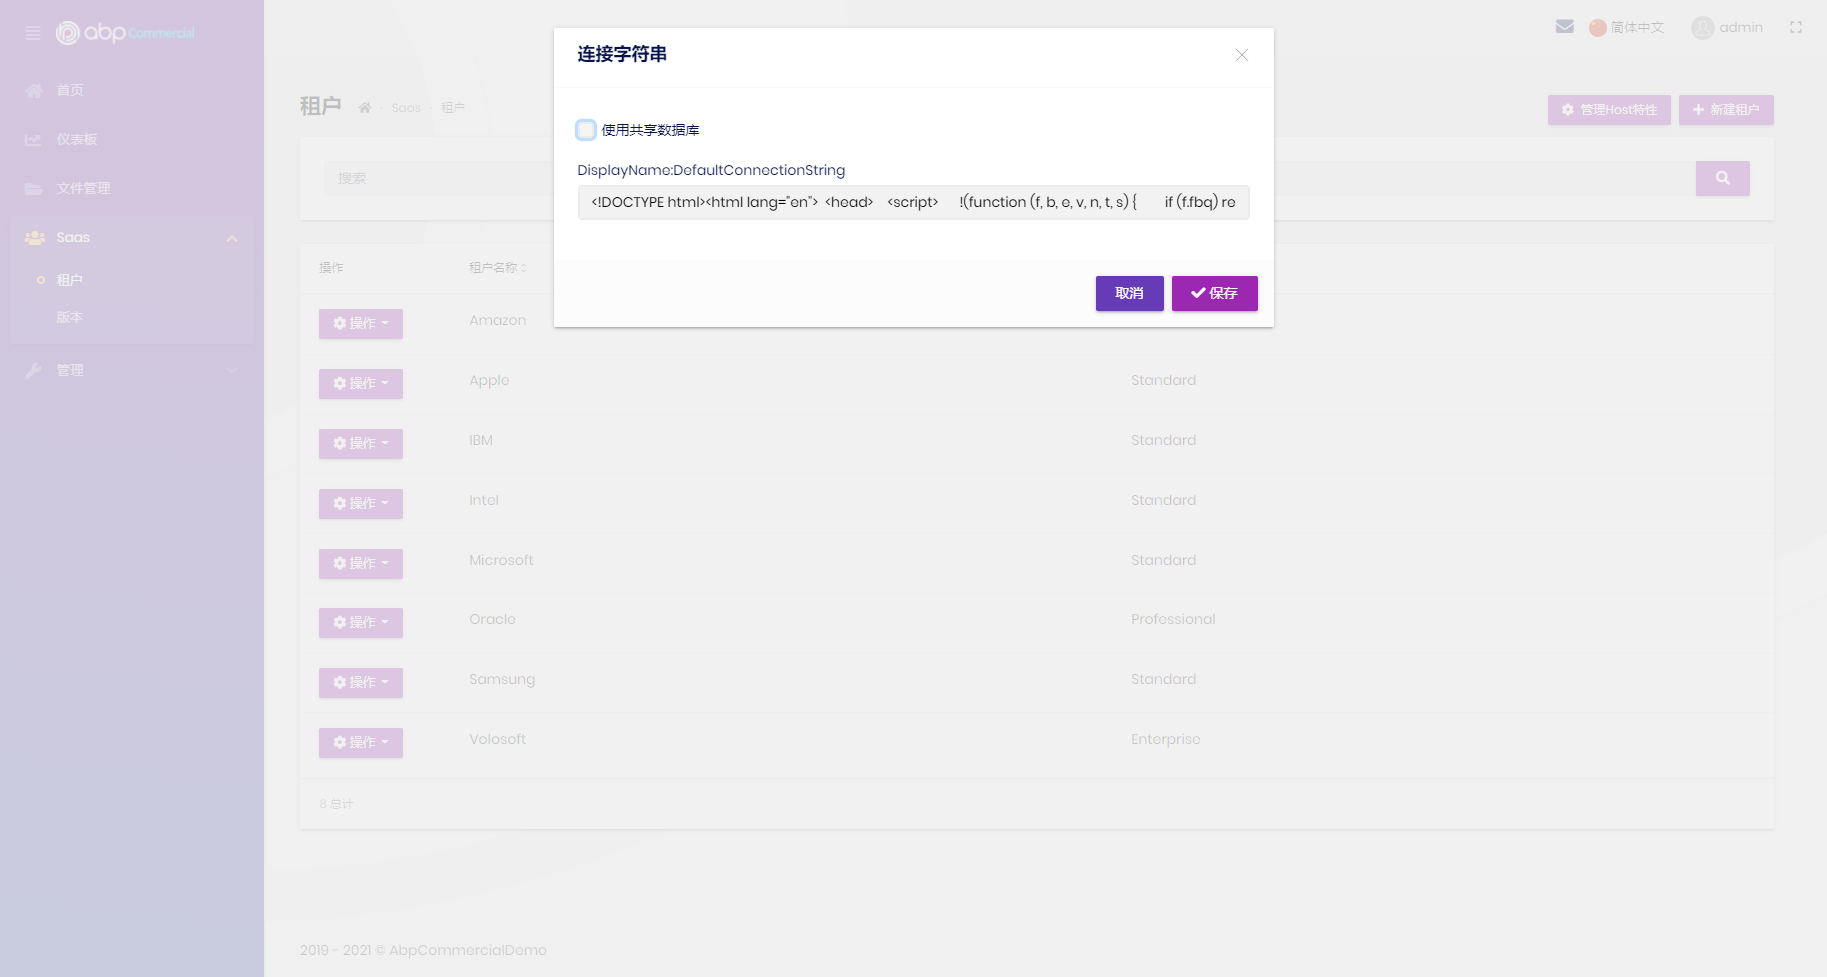 abp Commercial
首页
仪表板
文件管理
Saas
租户
版本
管理
简体中文
admin
租户
Saas
租户
管理Host特性
新建租户
搜索
操作
租户名称
操作
Amazon
操作
Apple
Standard
操作
IBM
Standard
操作
Intel
Standard
操作
Microsoft
Standard
操作
Oracle
Professional
操作
Samsung
Standard
操作
Volosoft
Enterprise
8 总计
2019 - 2021 © AbpCommercialDemo
连接字符串
使用共享数据库
DisplayName:DefaultConnectionString
<!DOCTYPE html><html lang="en"> <head> <script> !(function (f, b, e, v, n, t, s) { if (f.fbq) re
取消
保存